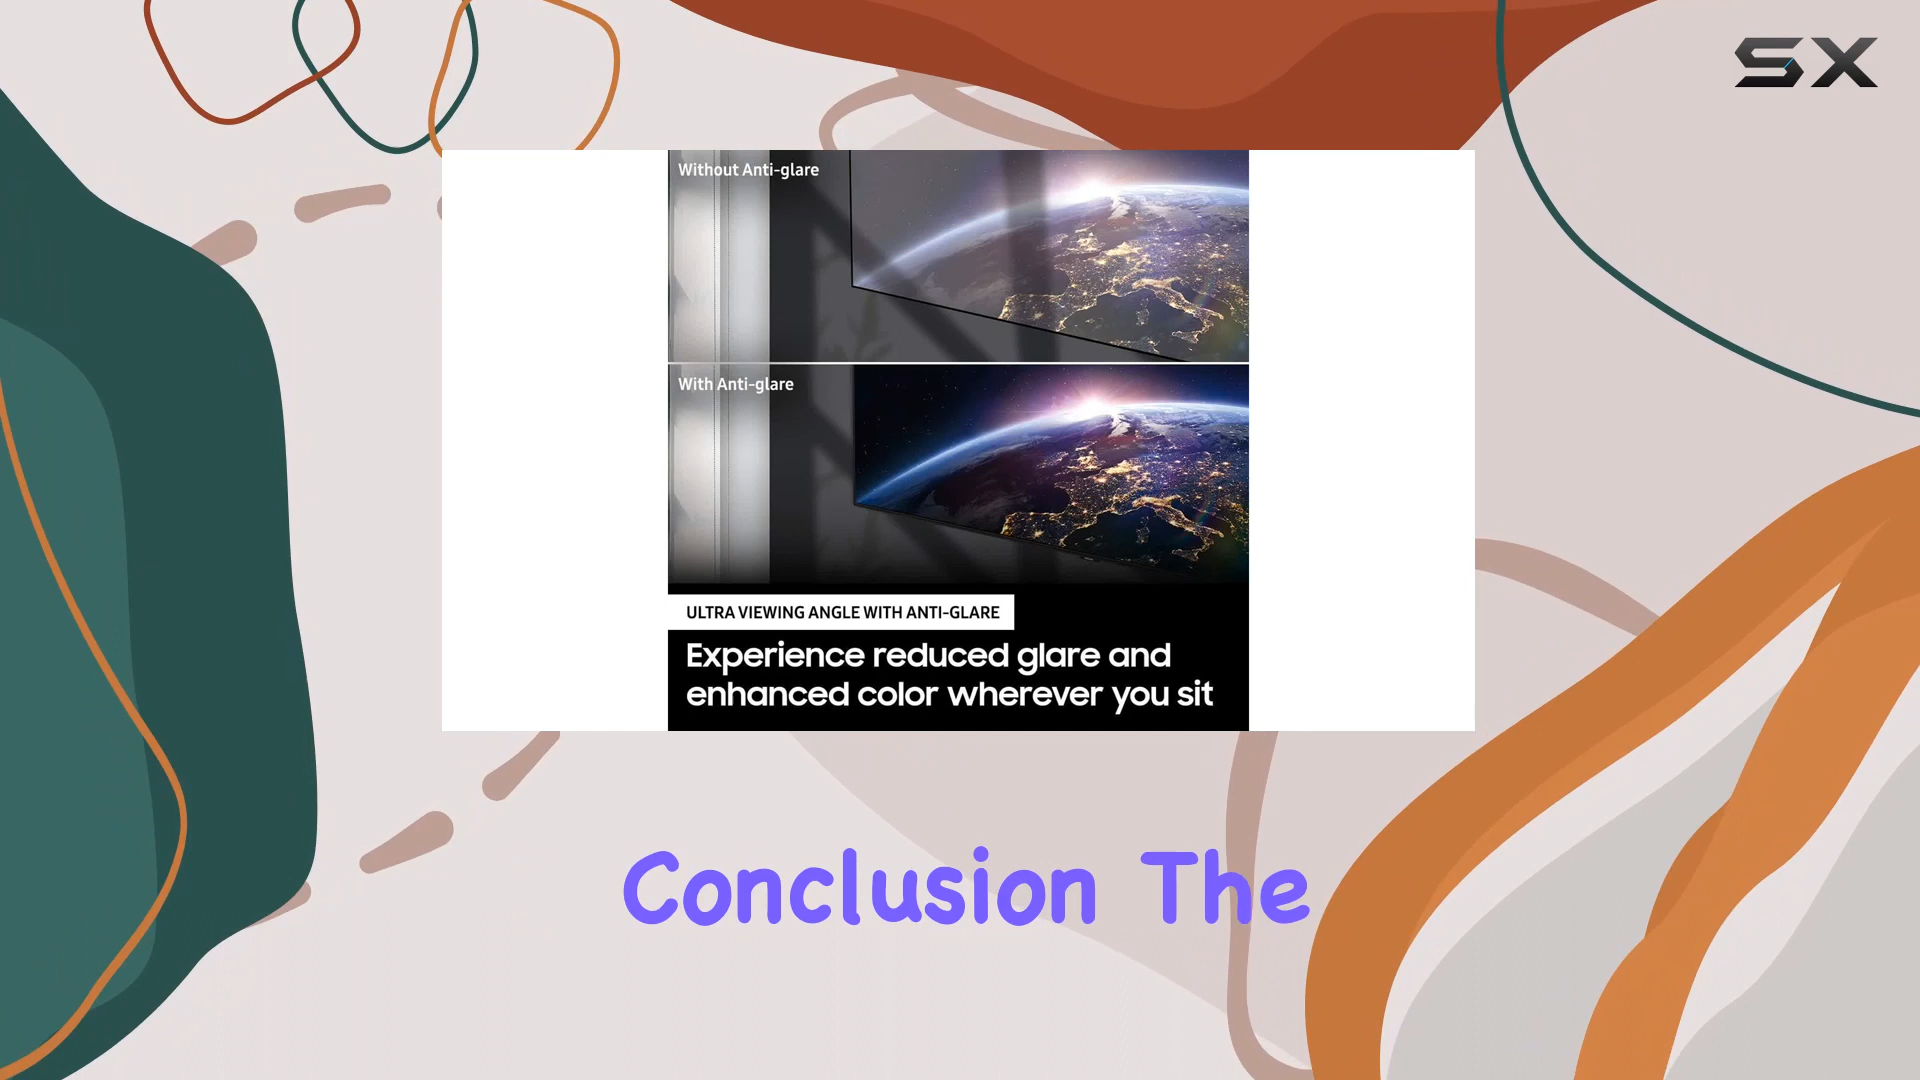 SX
Without Anti-glare
With Anti-glare
ULTRA VIEWING ANGLE WITH ANTI-GLARE
Experience reduced glare and
enhanced color wherever you sit
Conclusion The